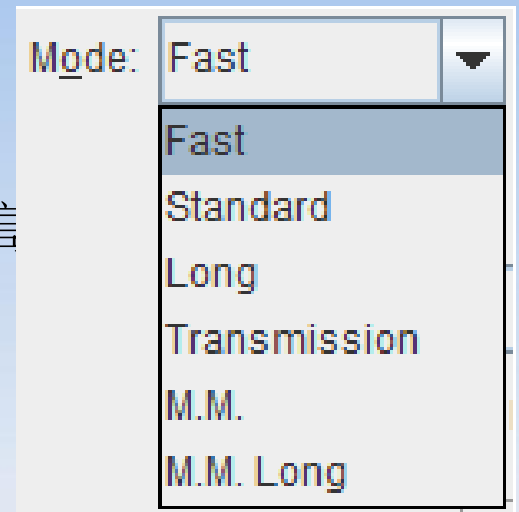 Mode: Fast
Fast
Standard
Long
Transmission
M.M.
M.M. Long